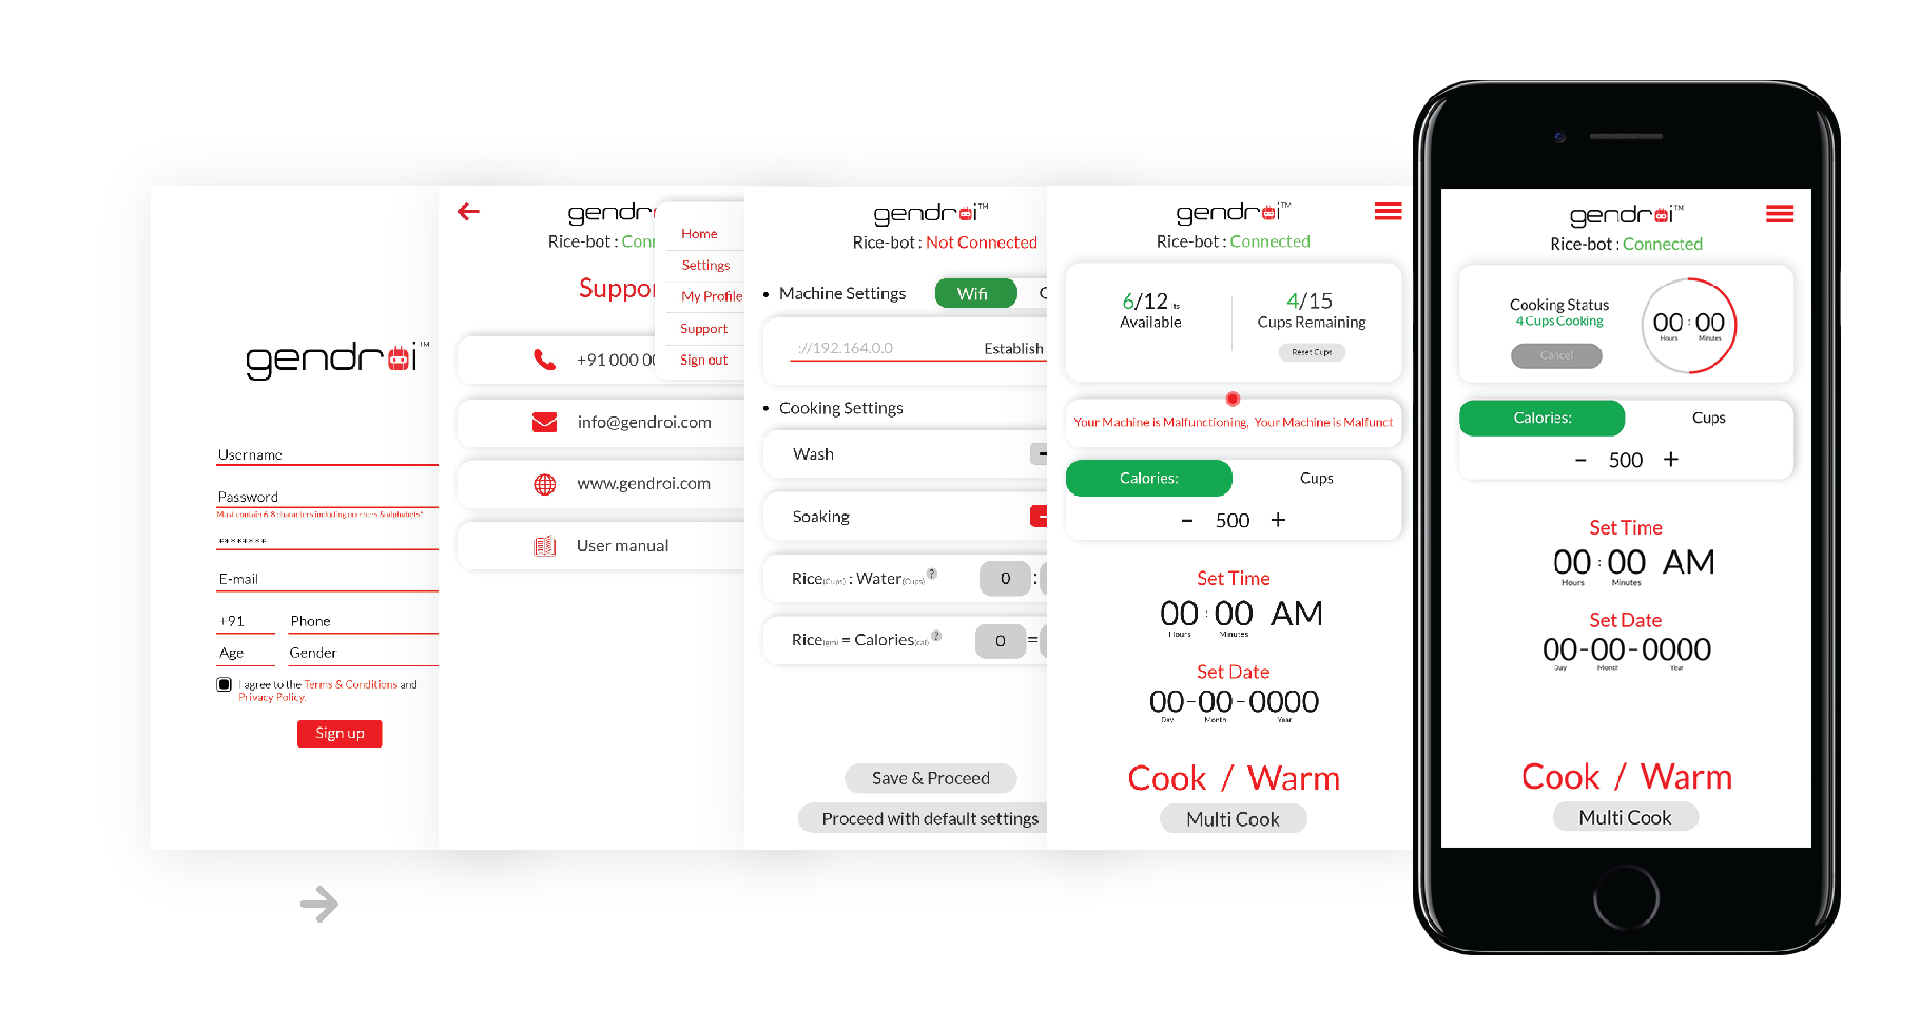 gendroi™
Username
Password
Must contain 6-8 characters including numbers & alphabets*
********
E-mail
+91 Phone
Age Gender
I agree to the Terms & Conditions and
Privacy Policy.
Sign up
gendr
Rice-bot : Conn
Suppor
+91 000 00
info@gendroi.com
www.gendroi.com
User manual
Home
Settings
My Profile
Support
Sign out
gendroi™
Rice-bot : Not Connected
• Machine Settings Wifi
://192.164.0.0 Establish
• Cooking Settings
Wash
Soaking
Rice(Cups) : Water(Cups)? 0 :
Rice(gm) = Calories(cal)? 0 =
Save & Proceed
Proceed with default settings
gendroi™
Rice-bot : Connected
6/12 lts
Available
4/15
Cups Remaining
Reset Cups
Your Machine is Malfunctioning, Your Machine is Malfunct
Calories: Cups
- 500 +
Set Time
00 : 00 AM
Hours Minutes
Set Date
00-00-0000
Day Month Year
Cook / Warm
Multi Cook
gendroi™
Rice-bot : Connected
Cooking Status
4 Cups Cooking
Cancel
00 : 00
Hours Minutes
Calories: Cups
- 500 +
Set Time
00 : 00 AM
Hours Minutes
Set Date
00-00-0000
Day Month Year
Cook / Warm
Multi Cook